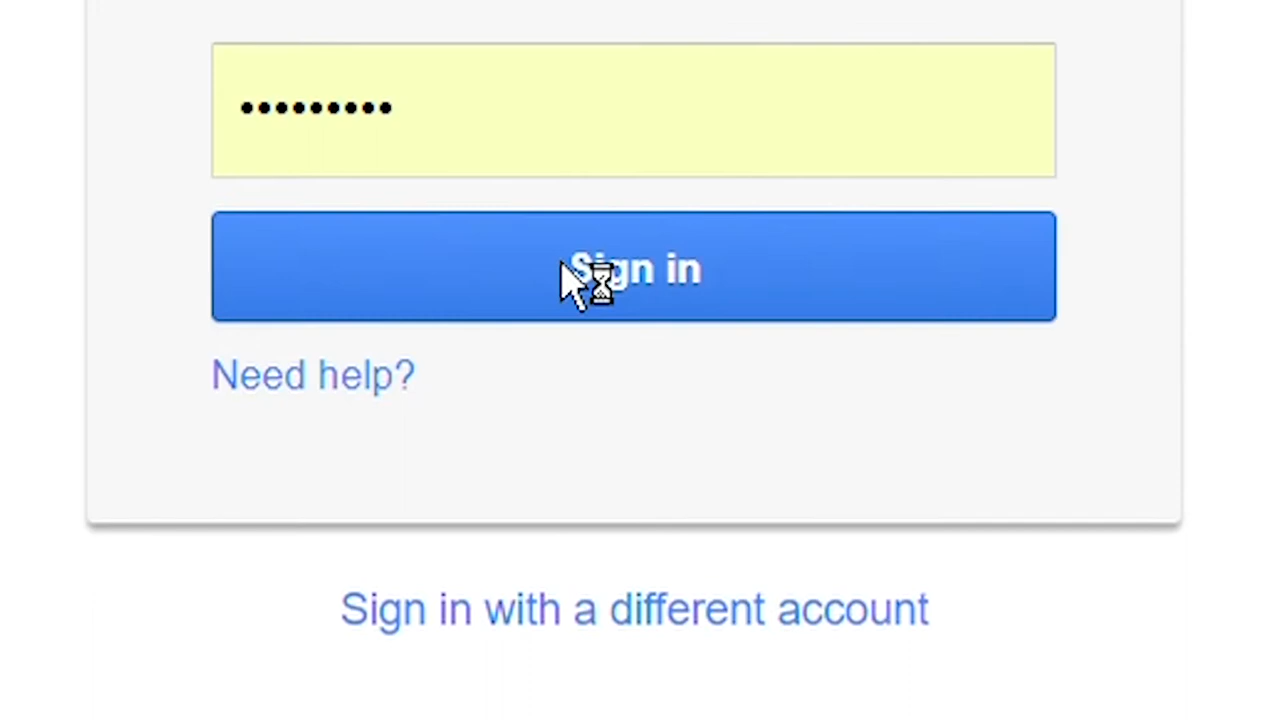 •••••••••
Sign in
Need help?
Sign in with a different account